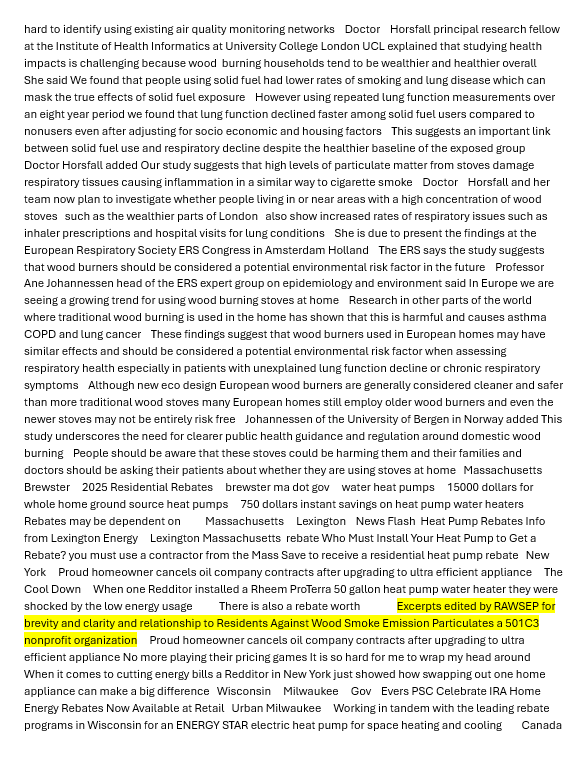 hard to identify using existing air quality monitoring networks Doctor Horsfall principal research fellow
at the Institute of Health Informatics at University College London UCL explained that studying health
impacts is challenging because wood burning households tend to be wealthier and healthier overall
She said We found that people using solid fuel had lower rates of smoking and lung disease which can
mask the true effects of solid fuel exposure However using repeated lung function measurements over
an eight year period we found that lung function declined faster among solid fuel users compared to
nonusers even after adjusting for socio economic and housing factors This suggests an important link
between solid fuel use and respiratory decline despite the healthier baseline of the exposed group
Doctor Horsfall added Our study suggests that high levels of particulate matter from stoves damage
respiratory tissues causing inflammation in a similar way to cigarette smoke Doctor Horsfall and her
team now plan to investigate whether people living in or near areas with a high concentration of wood
stoves such as the wealthier parts of London also show increased rates of respiratory issues such as
inhaler prescriptions and hospital visits for lung conditions She is due to present the findings at the
European Respiratory Society ERS Congress in Amsterdam Holland The ERS says the study suggests
that wood burners should be considered a potential environmental risk factor in the future Professor
Ane Johannessen head of the ERS expert group on epidemiology and environment said In Europe we are
seeing a growing trend for using wood burning stoves at home Research in other parts of the world
where traditional wood burning is used in the home has shown that this is harmful and causes asthma
COPD and lung cancer These findings suggest that wood burners used in European homes may have
similar effects and should be considered a potential environmental risk factor when assessing
respiratory health especially in patients with unexplained lung function decline or chronic respiratory
symptoms Although new eco design European wood burners are generally considered cleaner and safer
than more traditional wood stoves many European homes still employ older wood burners and even the
newer stoves may not be entirely risk free Johannessen of the University of Bergen in Norway added This
study underscores the need for clearer public health guidance and regulation around domestic wood
burning People should be aware that these stoves could be harming them and their families and
doctors should be asking their patients about whether they are using stoves at home Massachusetts
Brewster 2025 Residential Rebates brewster ma dot gov water heat pumps 15000 dollars for
whole home ground source heat pumps 750 dollars instant savings on heat pump water heaters
Rebates may be dependent on Massachusetts Lexington News Flash Heat Pump Rebates Info
from Lexington Energy Lexington Massachusetts rebate Who Must Install Your Heat Pump to Get a
Rebate? you must use a contractor from the Mass Save to receive a residential heat pump rebate New
York Proud homeowner cancels oil company contracts after upgrading to ultra efficient appliance The
Cool Down When one Redditor installed a Rheem ProTerra 50 gallon heat pump water heater they were
shocked by the low energy usage There is also a rebate worth Excerpts edited by RAWSEP for
brevity and clarity and relationship to Residents Against Wood Smoke Emission Particulates a 501C3
nonprofit organization Proud homeowner cancels oil company contracts after upgrading to ultra
efficient appliance No more playing their pricing games It is so hard for me to wrap my head around
When it comes to cutting energy bills a Redditor in New York just showed how swapping out one home
appliance can make a big difference Wisconsin Milwaukee Gov Evers PSC Celebrate IRA Home
Energy Rebates Now Available at Retail Urban Milwaukee Working in tandem with the leading rebate
programs in Wisconsin for an ENERGY STAR electric heat pump for space heating and cooling Canada